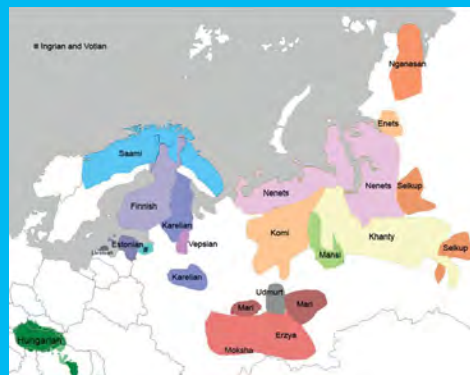 Ingrian and Votian
Nganasan
Enets
Saami
Nenets
Nenets
Selkup
Finnish
Karelian
Komi
Khanty
Estonian
Vepsian
Mansi
Selkup
Karelian
Udmurt
Mari
Mari
Hungarian
Erzya
Moksha